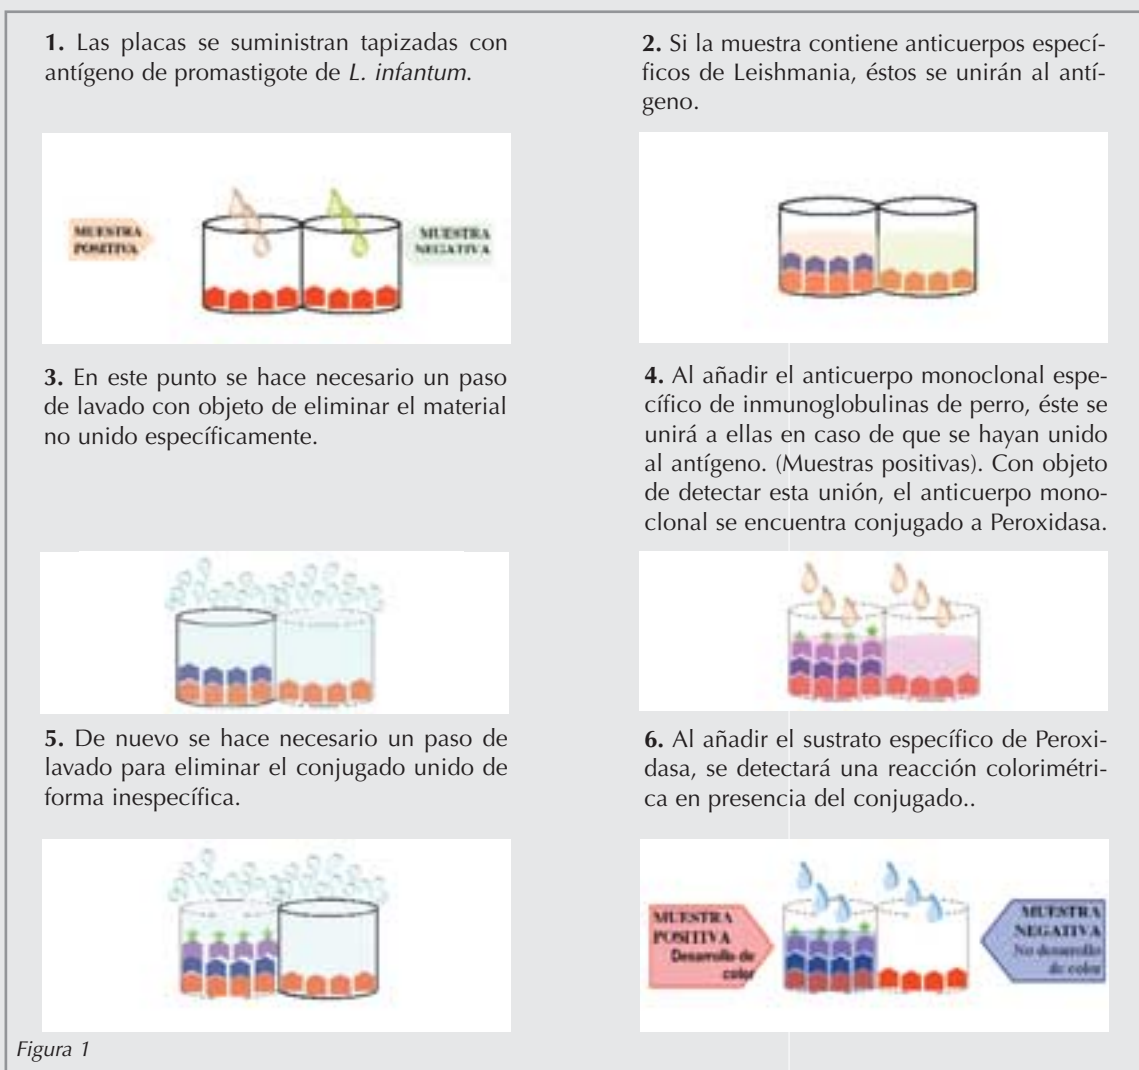 1. Las placas se suministran tapizadas con
antígeno de promastigote de L. infantum.
2. Si la muestra contiene anticuerpos especí-
ficos de Leishmania, éstos se unirán al antí-
geno.
MUESTRA
POSITIVA
MUESTRA
NEGATIVA
3. En este punto se hace necesario un paso
de lavado con objeto de eliminar el material
no unido específicamente.
4. Al añadir el anticuerpo monoclonal espe-
cífico de inmunoglobulinas de perro, éste se
unirá a ellas en caso de que se hayan unido
al antígeno. (Muestras positivas). Con objeto
de detectar esta unión, el anticuerpo mono-
clonal se encuentra conjugado a Peroxidasa.
5. De nuevo se hace necesario un paso de
lavado para eliminar el conjugado unido de
forma inespecífica.
6. Al añadir el sustrato específico de Peroxi-
dasa, se detectará una reacción colorimétri-
ca en presencia del conjugado..
MUESTRA
POSITIVA
Desarrollo de
color
MUESTRA
NEGATIVA
No desarrollo
de color
Figura 1